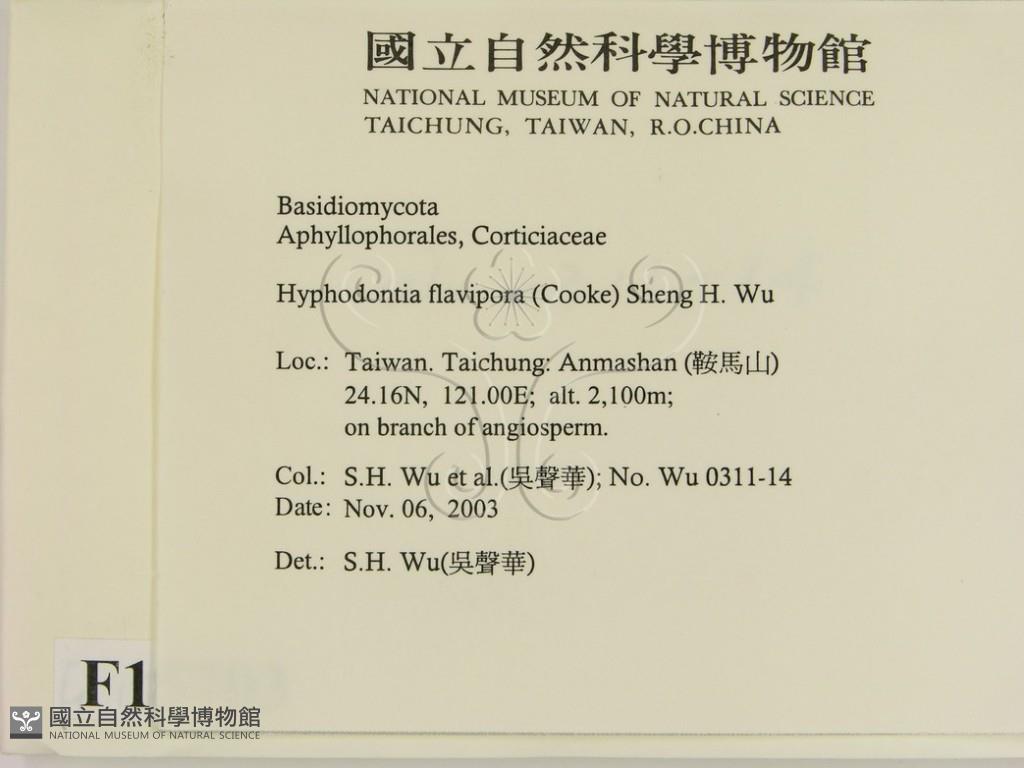 國立自然科學博物館
NATIONAL MUSEUM OF NATURAL SCIENCE
TAICHUNG, TAIWAN, R.O.CHINA
Basidiomycota
Aphyllophorales, Corticiaceae
Hyphodontia flavipora (Cooke) Sheng H. Wu
Loc.: Taiwan. Taichung: Anmashan (鞍馬山)
24.16N, 121.00E; alt. 2,100m;
on branch of angiosperm.
Col.: S.H. Wu et al.(吳聲華); No. Wu 0311-14
Date: Nov. 06, 2003
Det.: S.H. Wu(吳聲華)
F1
國立自然科學博物館
NATIONAL MUSEUM OF NATURAL SCIENCE